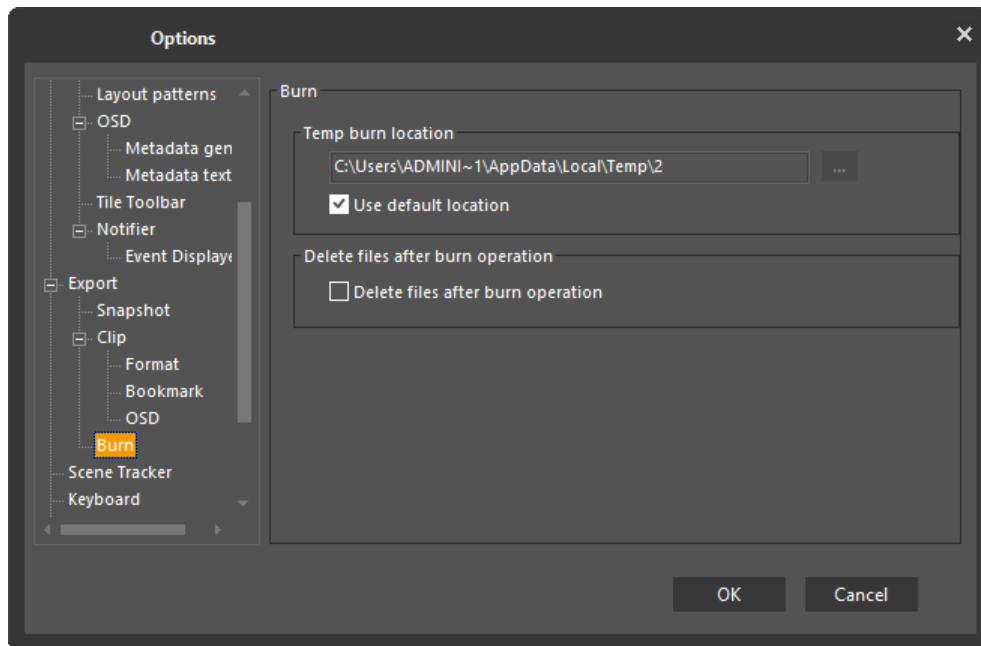 Options
Layout patterns
OSD
Metadata gen
Metadata text
Tile Toolbar
Notifier
Event Displaye
Export
Snapshot
Clip
Format
Bookmark
OSD
Burn
Scene Tracker
Keyboard
Burn
Temp burn location
C:\Users\ADMINI~1\AppData\Local\Temp\2
...
Use default location
Delete files after burn operation
Delete files after burn operation
OK
Cancel